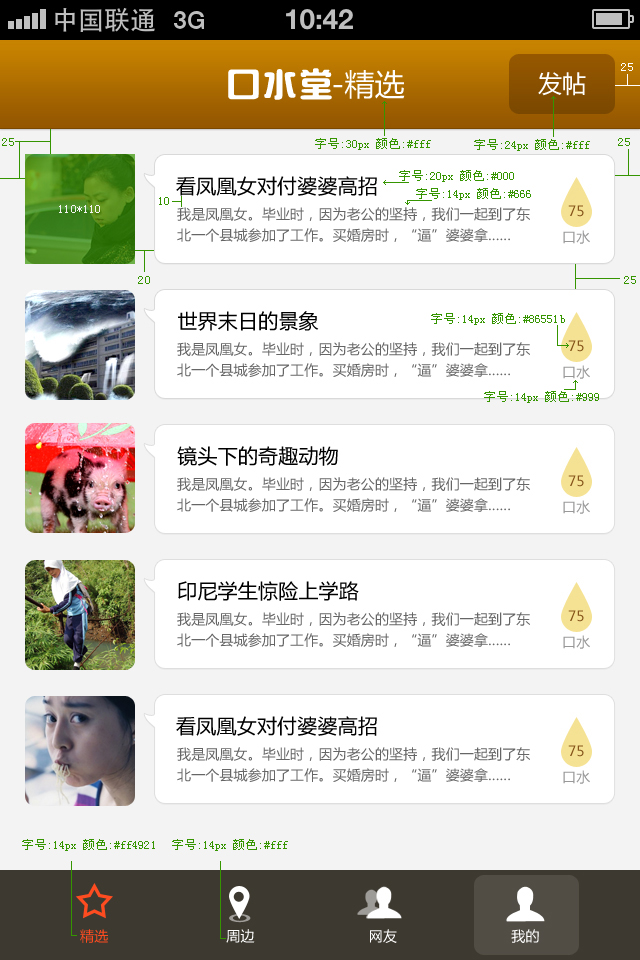 中国联通 3G 10:42
口水堂-精选
发帖
25
字号:30px 颜色:#fff
字号:24px 颜色:#fff
25
25
110*110
看凤凰女对付婆婆高招
字号:20px 颜色:#000
字号:14px 颜色:#666
10
我是凤凰女。毕业时，因为老公的坚持，我们一起到了东
北一个县城参加了工作。买婚房时，“逼”婆婆拿......
75
口水
20
25
世界末日的景象
字号:14px 颜色:#86551b
我是凤凰女。毕业时，因为老公的坚持，我们一起到了东
北一个县城参加了工作。买婚房时，“逼”婆婆拿......
75
口水
字号:14px 颜色:#999
镜头下的奇趣动物
我是凤凰女。毕业时，因为老公的坚持，我们一起到了东
北一个县城参加了工作。买婚房时，“逼”婆婆拿......
75
口水
印尼学生惊险上学路
我是凤凰女。毕业时，因为老公的坚持，我们一起到了东
北一个县城参加了工作。买婚房时，“逼”婆婆拿......
75
口水
看凤凰女对付婆婆高招
我是凤凰女。毕业时，因为老公的坚持，我们一起到了东
北一个县城参加了工作。买婚房时，“逼”婆婆拿......
75
口水
字号:14px 颜色:#ff4921
字号:14px 颜色:#fff
精选
周边
网友
我的